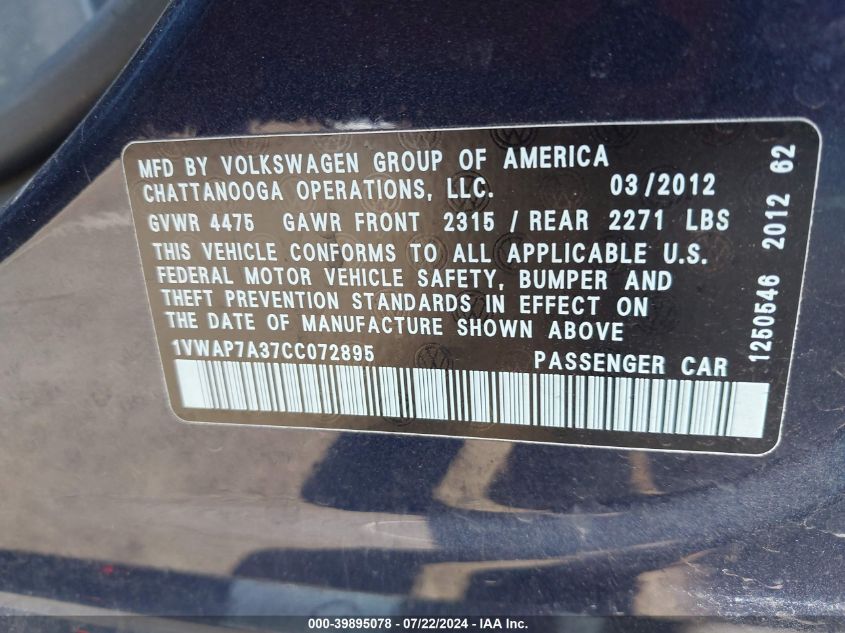 MFD BY VOLKSWAGEN GROUP OF AMERICA
CHATTANOOGA OPERATIONS, LLC. 03/2012
GVWR 4475 GAWR FRONT 2315 / REAR 2271 LBS
THIS VEHICLE CONFORMS TO ALL APPLICABLE U.S.
FEDERAL MOTOR VEHICLE SAFETY, BUMPER AND
THEFT PREVENTION STANDARDS IN EFFECT ON
THE DATE OF MANUFACTURE SHOWN ABOVE
1VWAP7A37CC072895 PASSENGER CAR
1250546 2012 62
000-39895078 - 07/22/2024 - IAA Inc.